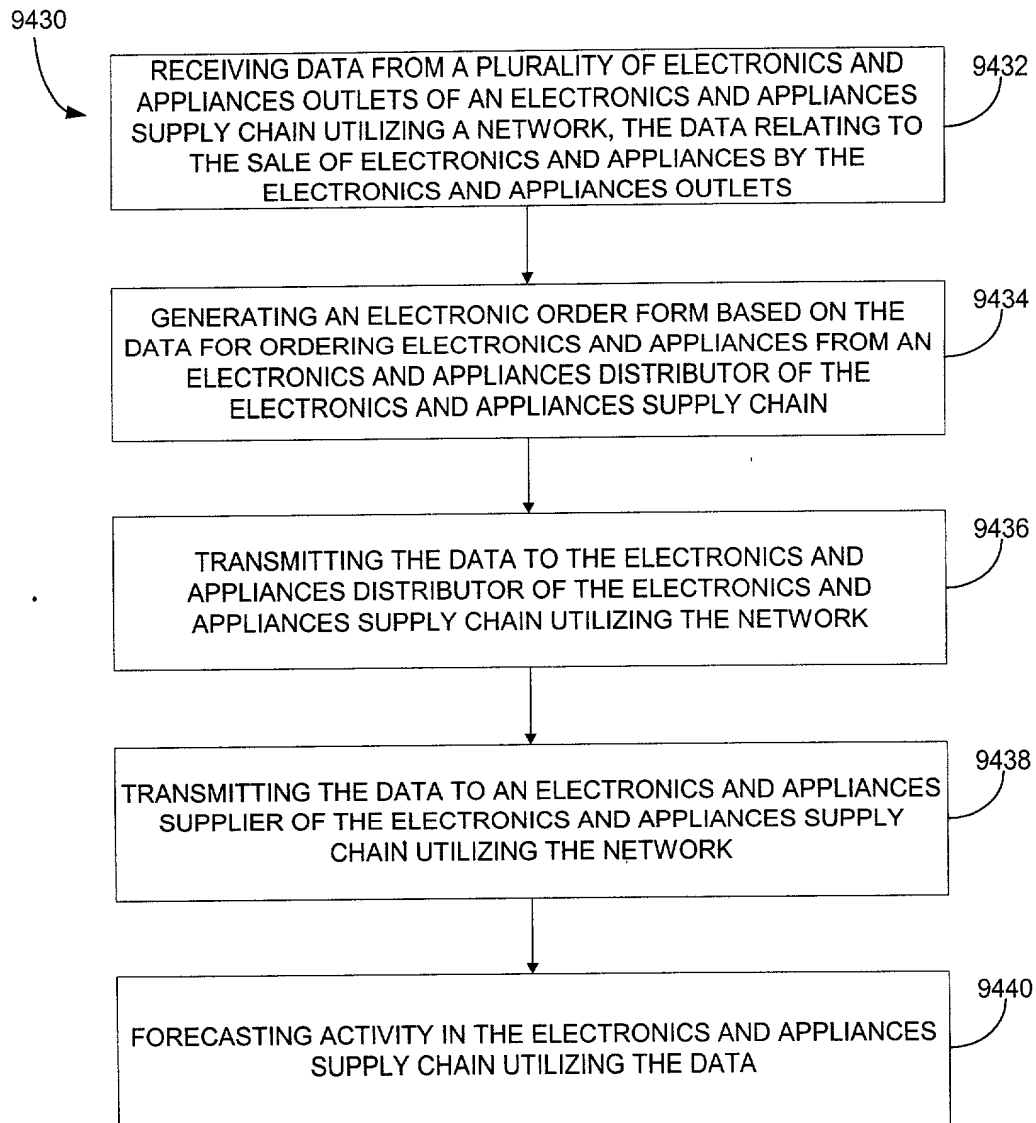 9430
RECEIVING DATA FROM A PLURALITY OF ELECTRONICS AND
APPLIANCES OUTLETS OF AN ELECTRONICS AND APPLIANCES
SUPPLY CHAIN UTILIZING A NETWORK, THE DATA RELATING TO
THE SALE OF ELECTRONICS AND APPLIANCES BY THE
ELECTRONICS AND APPLIANCES OUTLETS
9432
GENERATING AN ELECTRONIC ORDER FORM BASED ON THE
DATA FOR ORDERING ELECTRONICS AND APPLIANCES FROM AN
ELECTRONICS AND APPLIANCES DISTRIBUTOR OF THE
ELECTRONICS AND APPLIANCES SUPPLY CHAIN
9434
TRANSMITTING THE DATA TO THE ELECTRONICS AND
APPLIANCES DISTRIBUTOR OF THE ELECTRONICS AND
APPLIANCES SUPPLY CHAIN UTILIZING THE NETWORK
9436
TRANSMITTING THE DATA TO AN ELECTRONICS AND APPLIANCES
SUPPLIER OF THE ELECTRONICS AND APPLIANCES SUPPLY
CHAIN UTILIZING THE NETWORK
9438
FORECASTING ACTIVITY IN THE ELECTRONICS AND APPLIANCES
SUPPLY CHAIN UTILIZING THE DATA
9440